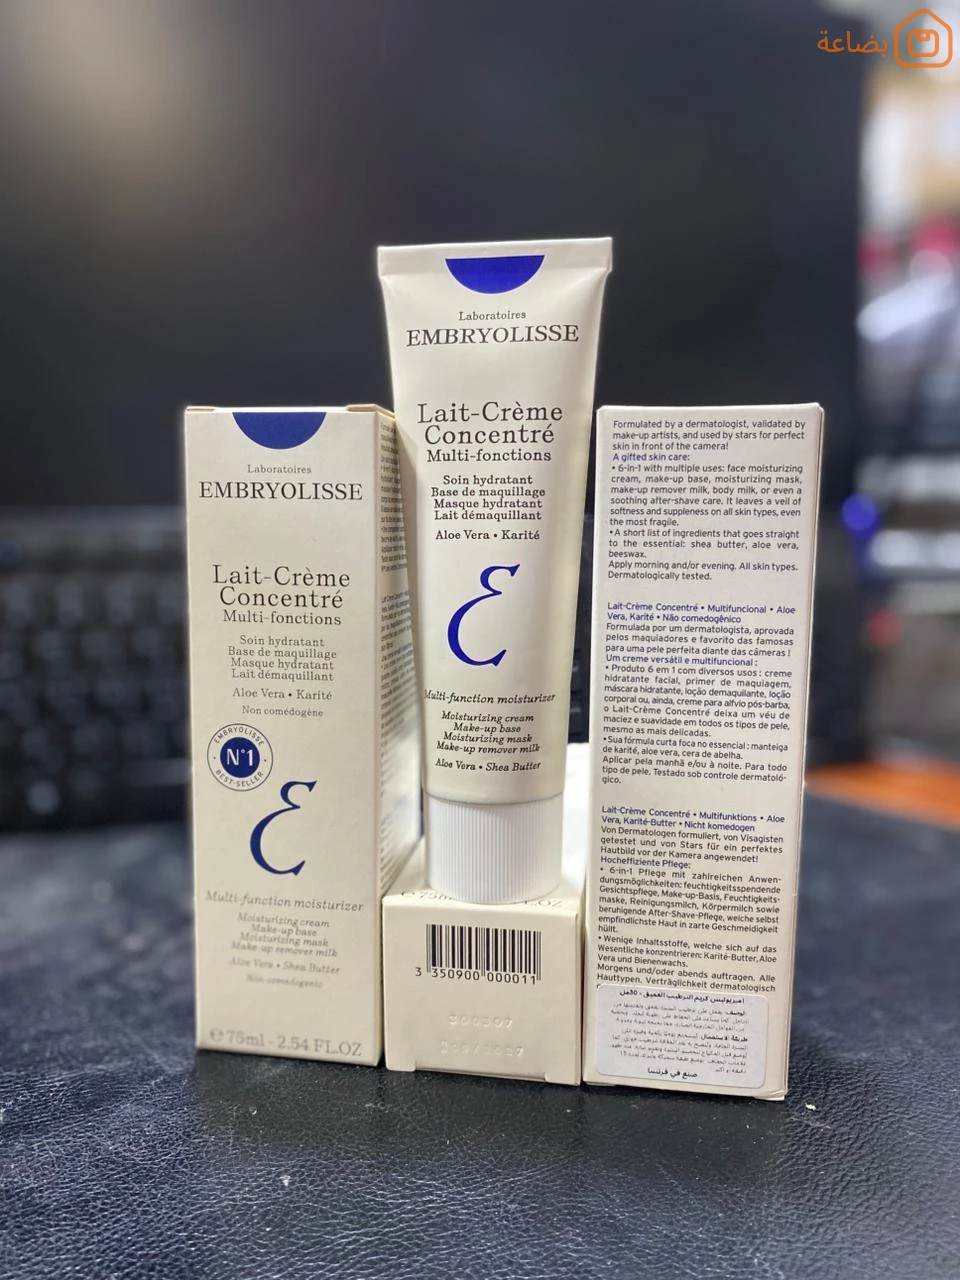 بضاعة
Laboratoires
EMBRYOLISSE
Lait-Crème
Concentré
Multi-fonctions
Soin hydratant
Base de maquillage
Masque hydratant
Lait démaquillant
Aloe Vera • Karité
Non comédogène
EMBRYOLISSE
N°1
BEST-SELLER
Multi-function moisturizer
Moisturizing cream
Make-up base
Moisturizing mask
Make-up remover milk
Aloe Vera • Shea Butter
Non-comedogenic
℮ 75ml - 2.54 FL.OZ
Laboratoires
EMBRYOLISSE
Lait-Crème
Concentré
Multi-fonctions
Soin hydratant
Base de maquillage
Masque hydratant
Lait démaquillant
Aloe Vera • Karité
Multi-function moisturizer
Moisturizing cream
Make-up base
Moisturizing mask
Make-up remover milk
Aloe Vera • Shea Butter
3 350900 000011
Formulated by a dermatologist, validated by
make-up artists, and used by stars for perfect
skin in front of the camera!
A gifted skin care:
• 6-in-1 with multiple uses: face moisturizing
cream, make-up base, moisturizing mask,
make-up remover milk, body milk, or even a
soothing after-shave care. It leaves a veil of
softness and suppleness on all skin types, even
the most fragile.
• A short list of ingredients that goes straight
to the essential: shea butter, aloe vera,
beeswax.
Apply morning and/or evening. All skin types.
Dermatologically tested.
Lait-Crème Concentré • Multifuncional • Aloe
Vera, Karité • Não comedogênico
Formulada por um dermatologista, aprovada
pelos maquiadores e favorito das famosas
para uma pele perfeita diante das câmeras !
Um creme versátil e multifuncional :
• Produto 6 em 1 com diversos usos : creme
hidratante facial, primer de maquiagem,
máscara hidratante, loção demaquilante, loção
corporal ou, ainda, creme para alívio pós-barba,
o Lait-Crème Concentré deixa um véu de
maciez e suavidade em todos os tipos de pele,
mesmo as mais delicadas.
• Sua fórmula curta foca no essencial : manteiga
de karité, aloe vera, cera de abelha.
Aplicar pela manhã e/ou à noite. Para todo
tipo de pele. Testado sob controle dermatoló-
gico.
Lait-Crème Concentré • Multifunktions • Aloe
Vera, Karité-Butter • Nicht komedogen
Von Dermatologen formuliert, von Visagisten
getestet und von Stars für ein perfektes
Hautbild vor der Kamera angewendet!
Hocheffiziente Pflege:
• 6-in-1 Pflege mit zahlreichen Anwen-
dungsmöglichkeiten: feuchtigkeitsspendende
Gesichtspflege, Make-up-Basis, Feuchtigkeits-
maske, Reinigungsmilch, Körpermilch sowie
beruhigende After-Shave-Pflege, welche selbst
empfindlichste Haut in zarte Geschmeidigkeit
hüllt.
• Wenige Inhaltsstoffe, welche sich auf das
Wesentliche konzentrieren: Karité-Butter, Aloe
Vera und Bienenwachs.
Morgens und/oder abends auftragen. Alle
Hauttypen. Verträglichkeit dermatologisch
امبريوليس كريم الترطيب العميق
صنع في فرنسا